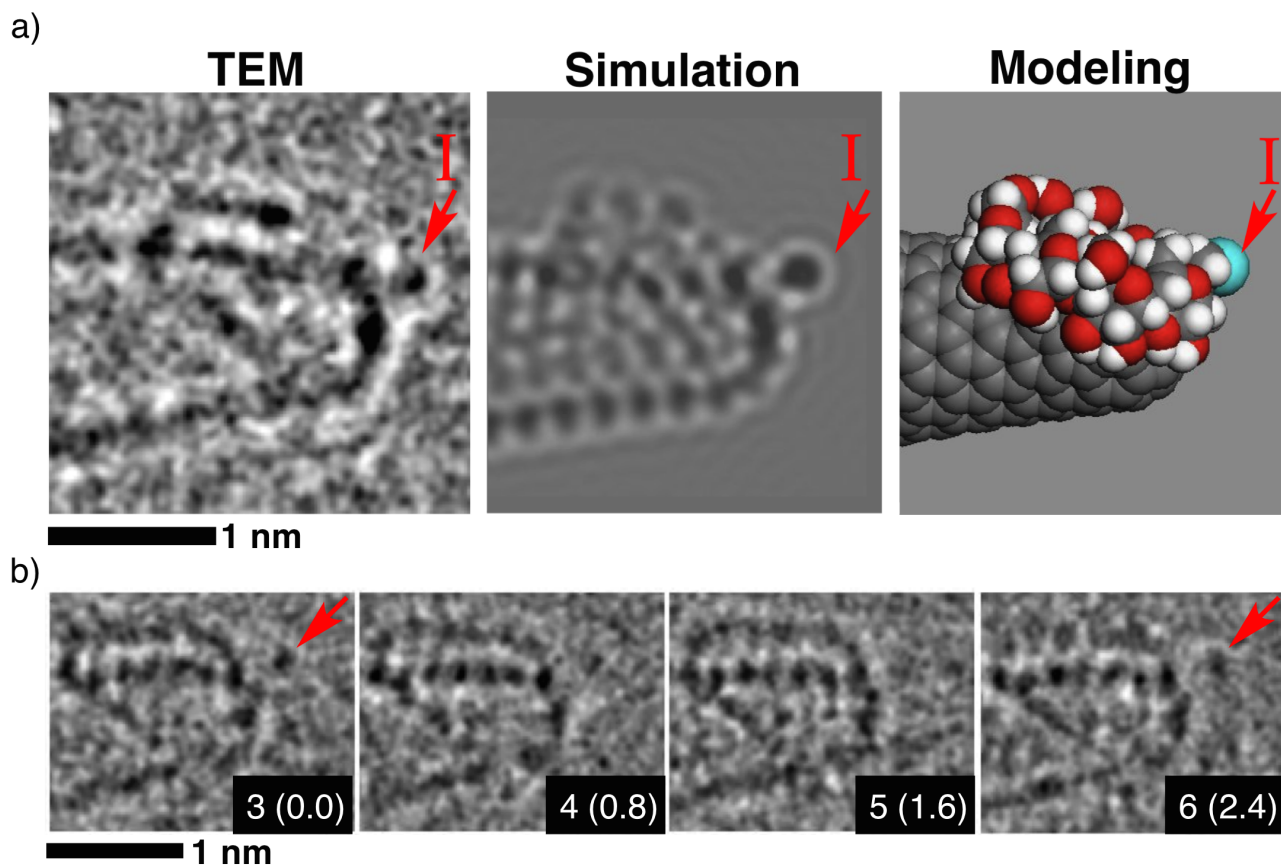 a)
TEM Simulation Modeling
I I I
1 nm
b)
3 (0.0) 4 (0.8) 5 (1.6) 6 (2.4)
1 nm